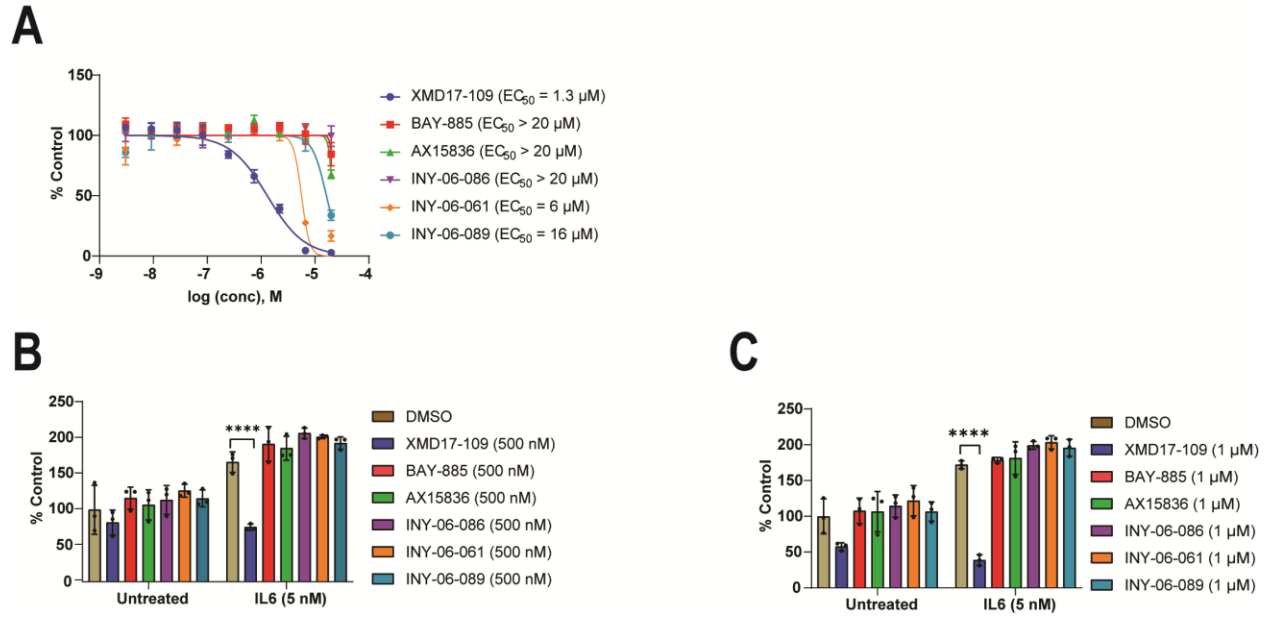 A
150
100
50
0
% Control
-9 -8 -7 -6 -5 -4
log (conc), M
XMD17-109 (EC50 = 1.3 µM)
BAY-885 (EC50 > 20 µM)
AX15836 (EC50 > 20 µM)
INY-06-086 (EC50 > 20 µM)
INY-06-061 (EC50 = 6 µM)
INY-06-089 (EC50 = 16 µM)
B
250
200
150
100
50
0
% Control
****
Untreated IL6 (5 nM)
DMSO
XMD17-109 (500 nM)
BAY-885 (500 nM)
AX15836 (500 nM)
INY-06-086 (500 nM)
INY-06-061 (500 nM)
INY-06-089 (500 nM)
C
250
200
150
100
50
0
% Control
****
Untreated IL6 (5 nM)
DMSO
XMD17-109 (1 µM)
BAY-885 (1 µM)
AX15836 (1 µM)
INY-06-086 (1 µM)
INY-06-061 (1 µM)
INY-06-089 (1 µM)